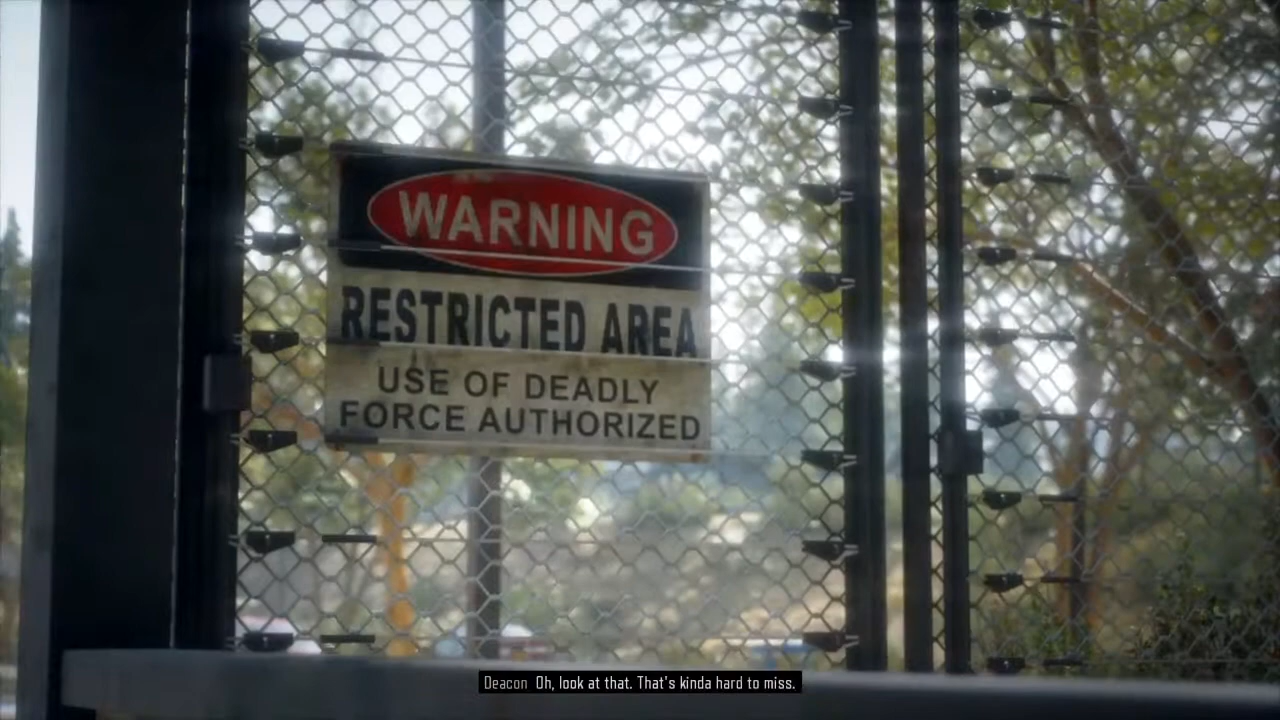 WARNING
RESTRICTED AREA
USE OF DEADLY
FORCE AUTHORIZED
Deacon Oh, look at that. That's kinda hard to miss.